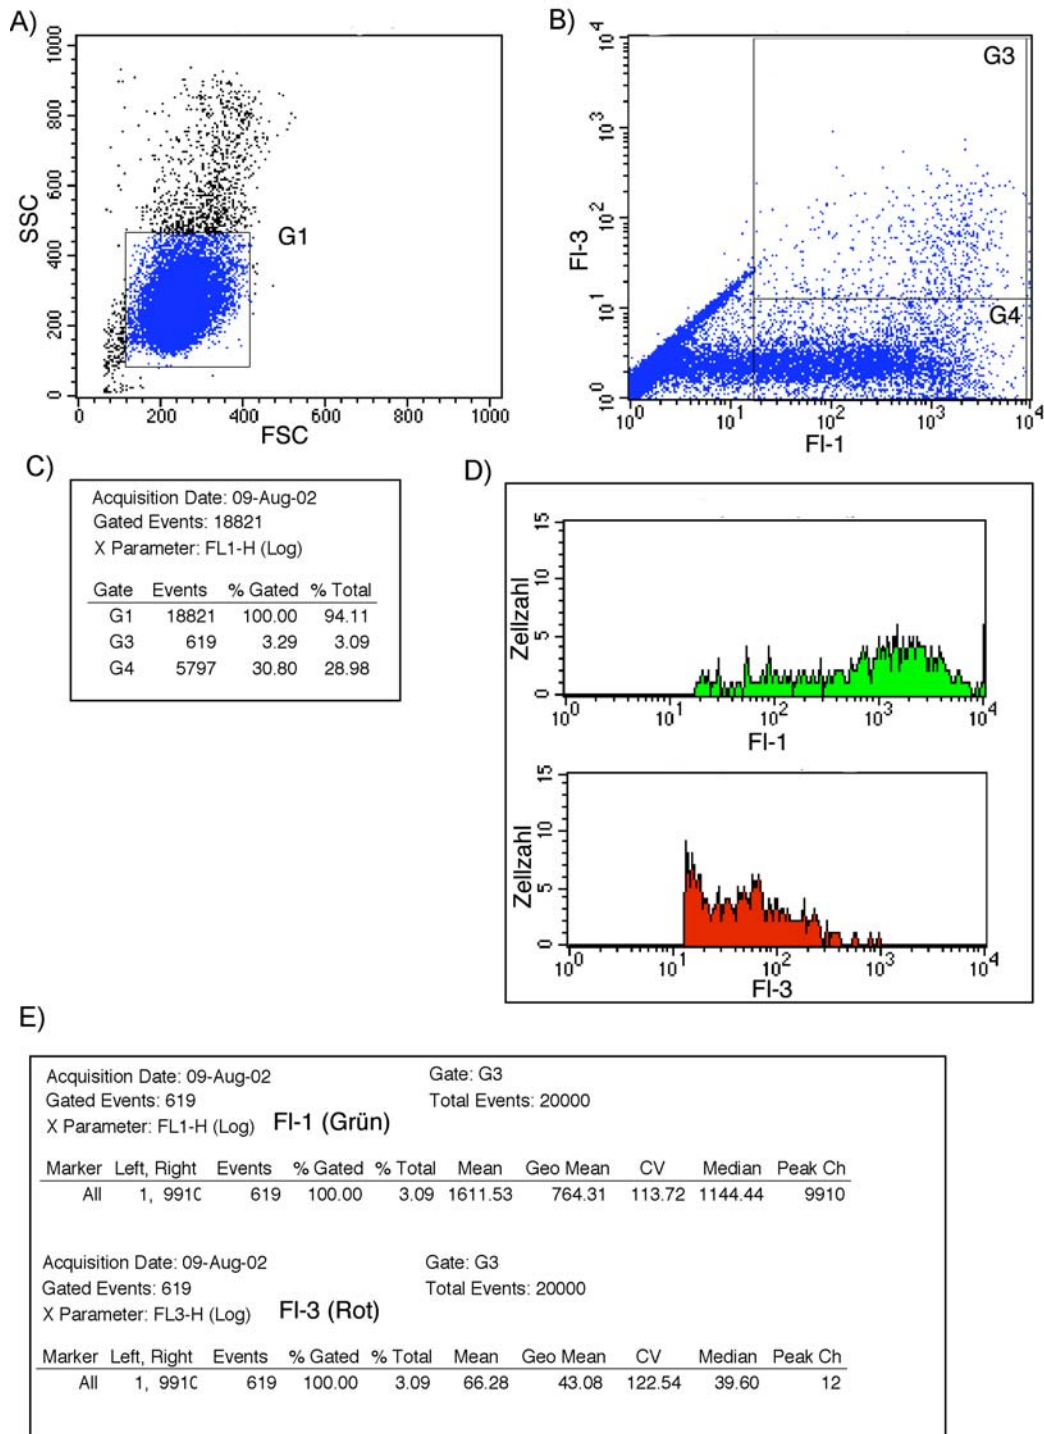 A)
1000
800
600
400
200
0
SSC
G1
0 200 400 600 800 1000
FSC
B)
10^4
10^3
10^2
10^1
10^0
Fl-3
G3
G4
10^0 10^1 10^2 10^3 10^4
Fl-1
C)
Acquisition Date: 09-Aug-02
Gated Events: 18821
X Parameter: FL1-H (Log)
Gate Events % Gated % Total
G1 18821 100.00 94.11
G3 619 3.29 3.09
G4 5797 30.80 28.98
D)
15
10
5
0
Zellzahl
10^0 10^1 10^2 10^3 10^4
Fl-1
15
10
5
0
Zellzahl
10^0 10^1 10^2 10^3 10^4
Fl-3
E)
Acquisition Date: 09-Aug-02 Gate: G3
Gated Events: 619 Total Events: 20000
X Parameter: FL1-H (Log) Fl-1 (Grün)
Marker Left, Right Events % Gated % Total Mean Geo Mean CV Median Peak Ch
All 1, 9910 619 100.00 3.09 1611.53 764.31 113.72 1144.44 9910
Acquisition Date: 09-Aug-02 Gate: G3
Gated Events: 619 Total Events: 20000
X Parameter: FL3-H (Log) Fl-3 (Rot)
Marker Left, Right Events % Gated % Total Mean Geo Mean CV Median Peak Ch
All 1, 9910 619 100.00 3.09 66.28 43.08 122.54 39.60 12